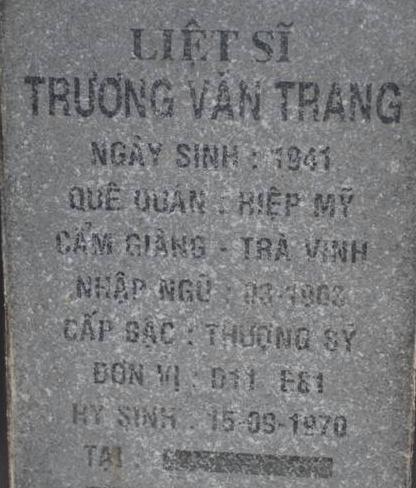 LIỆT SĨ
TRƯƠNG VĂN TRANG
NGÀY SINH : 1941
QUÊ QUÁN : HIỆP MỸ
CẨM GIÀNG - TRÀ VINH
NHẬP NGŨ : 03-1963
CẤP BẬC : THƯỢNG SỸ
ĐƠN VỊ : D11 E81
HY SINH : 15-09-1970
TẠI :